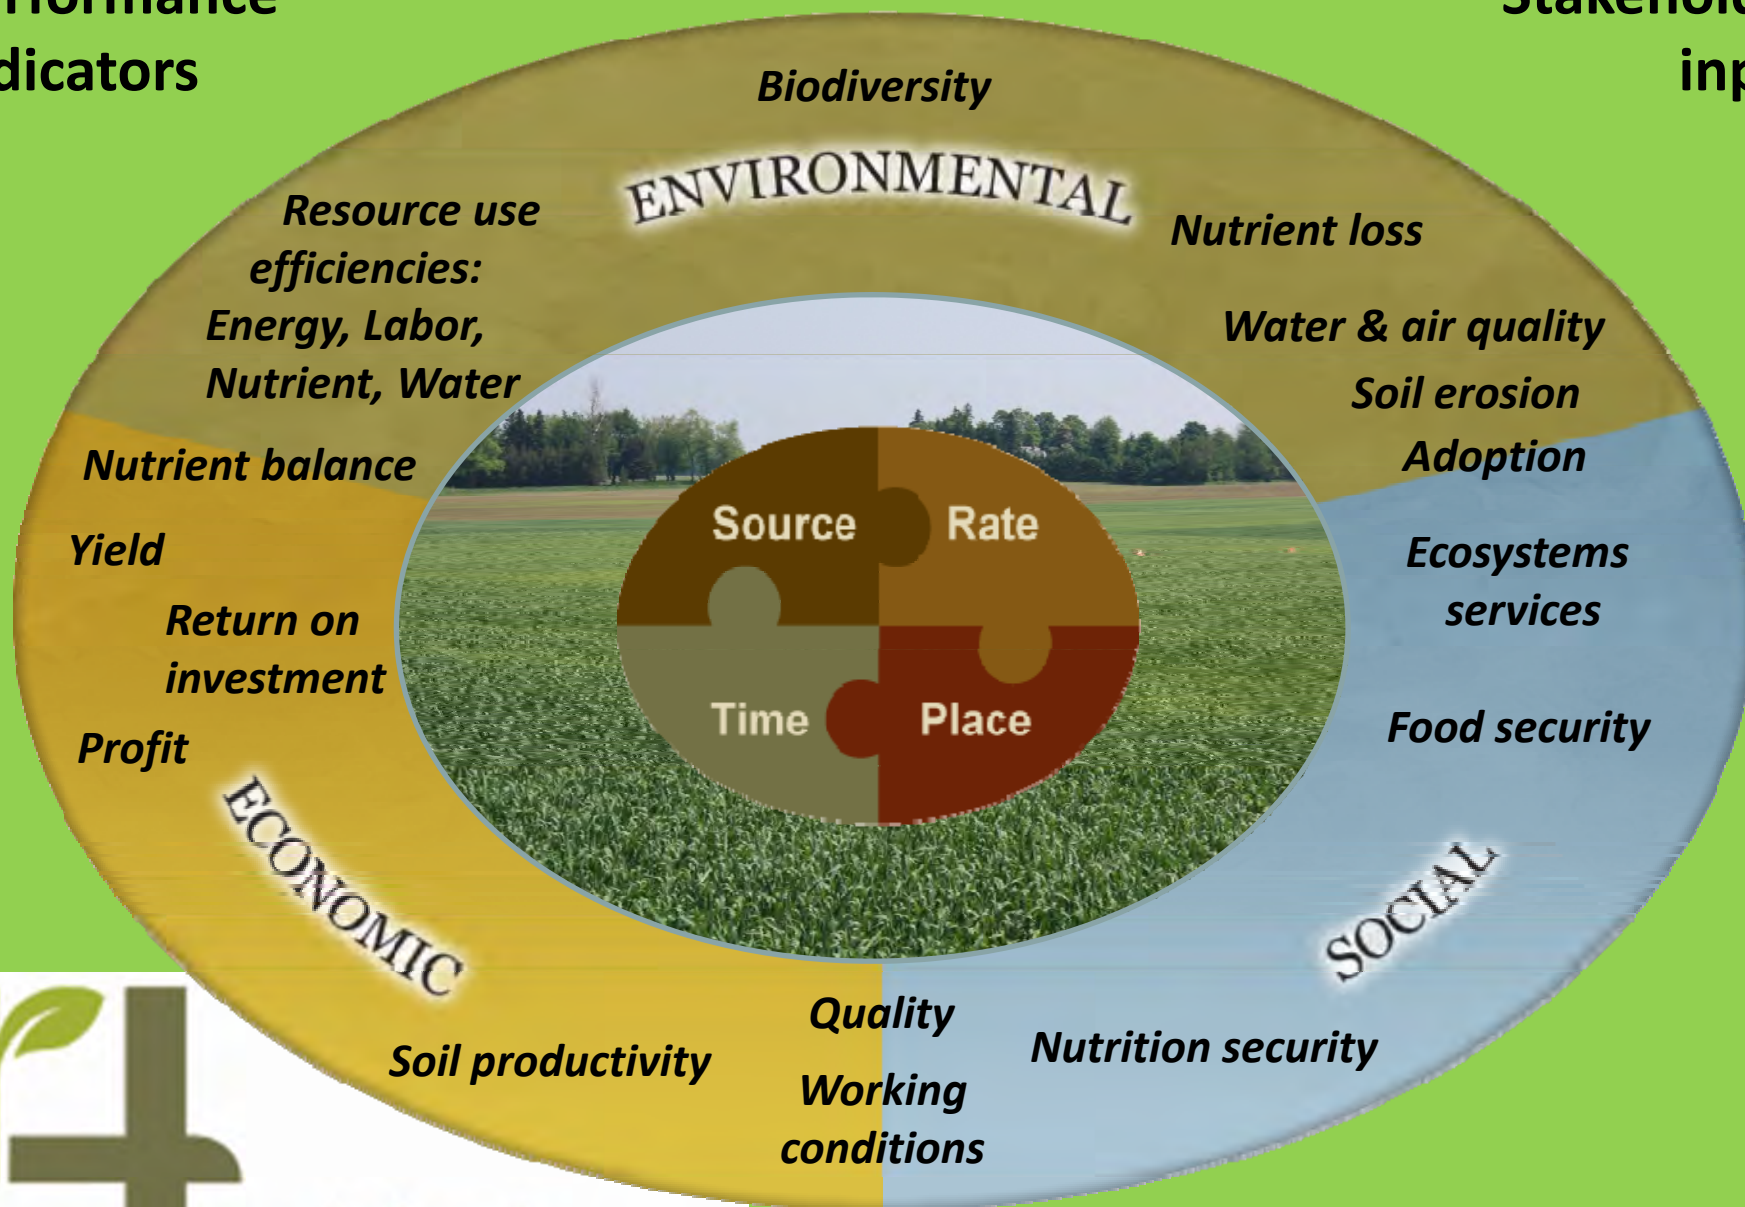 dicators
Biodiversity
ENVIRONMENTAL
Resource use
efficiencies:
Energy, Labor,
Nutrient, Water
Nutrient loss
Water & air quality
Soil erosion
Adoption
Nutrient balance
Yield
Return on
investment
Profit
ECONOMIC
Source
Rate
Time
Place
Ecosystems
services
Food security
SOCIAL
Quality
Working
conditions
Soil productivity
Nutrition security